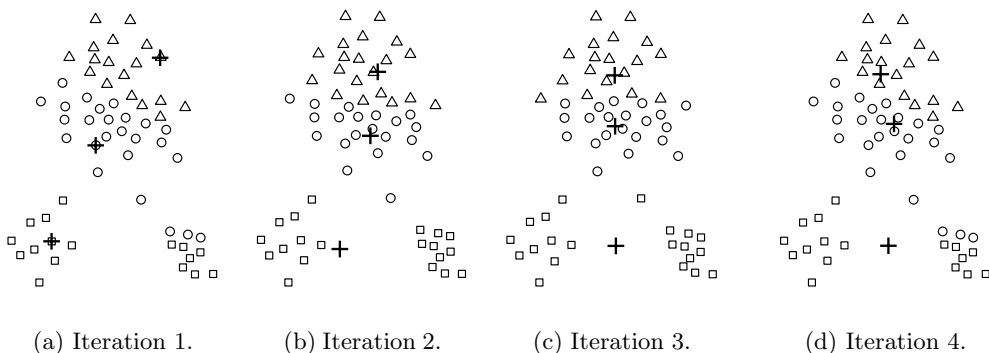 (a) Iteration 1.
(b) Iteration 2.
(c) Iteration 3.
(d) Iteration 4.